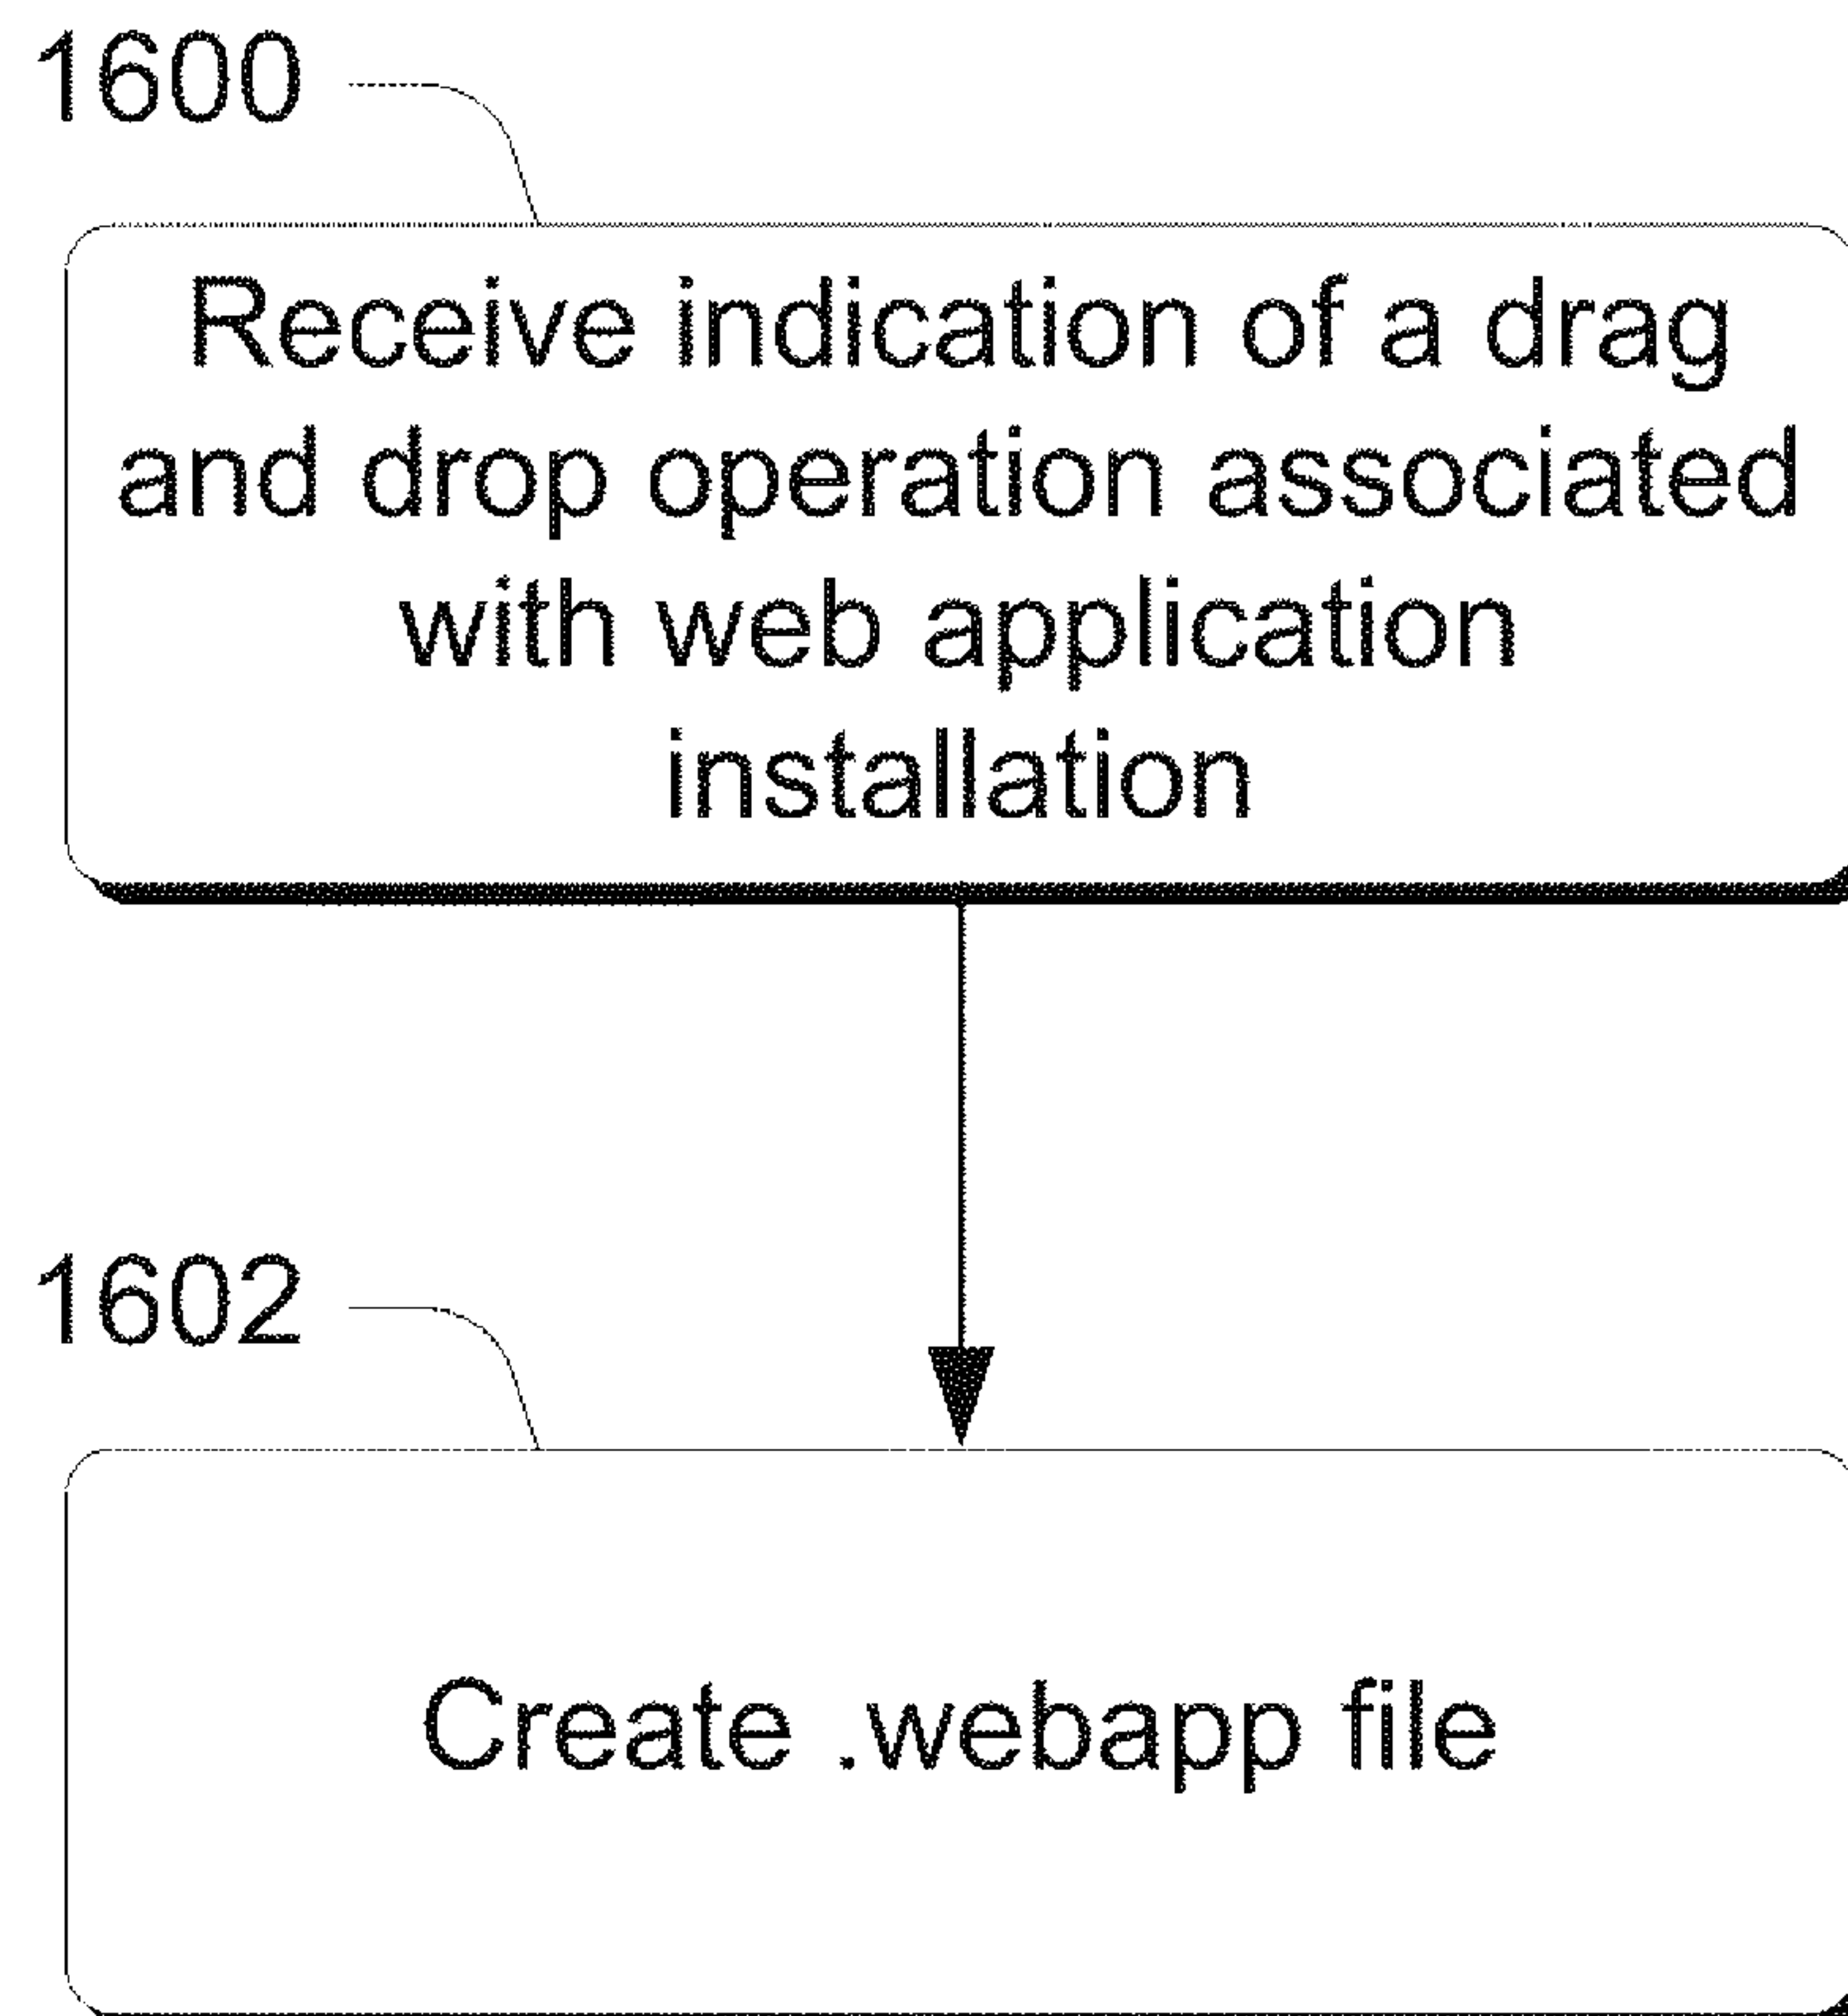 1600
Receive indication of a drag
and drop operation associated
with web application
installation
1602
Create .webapp file